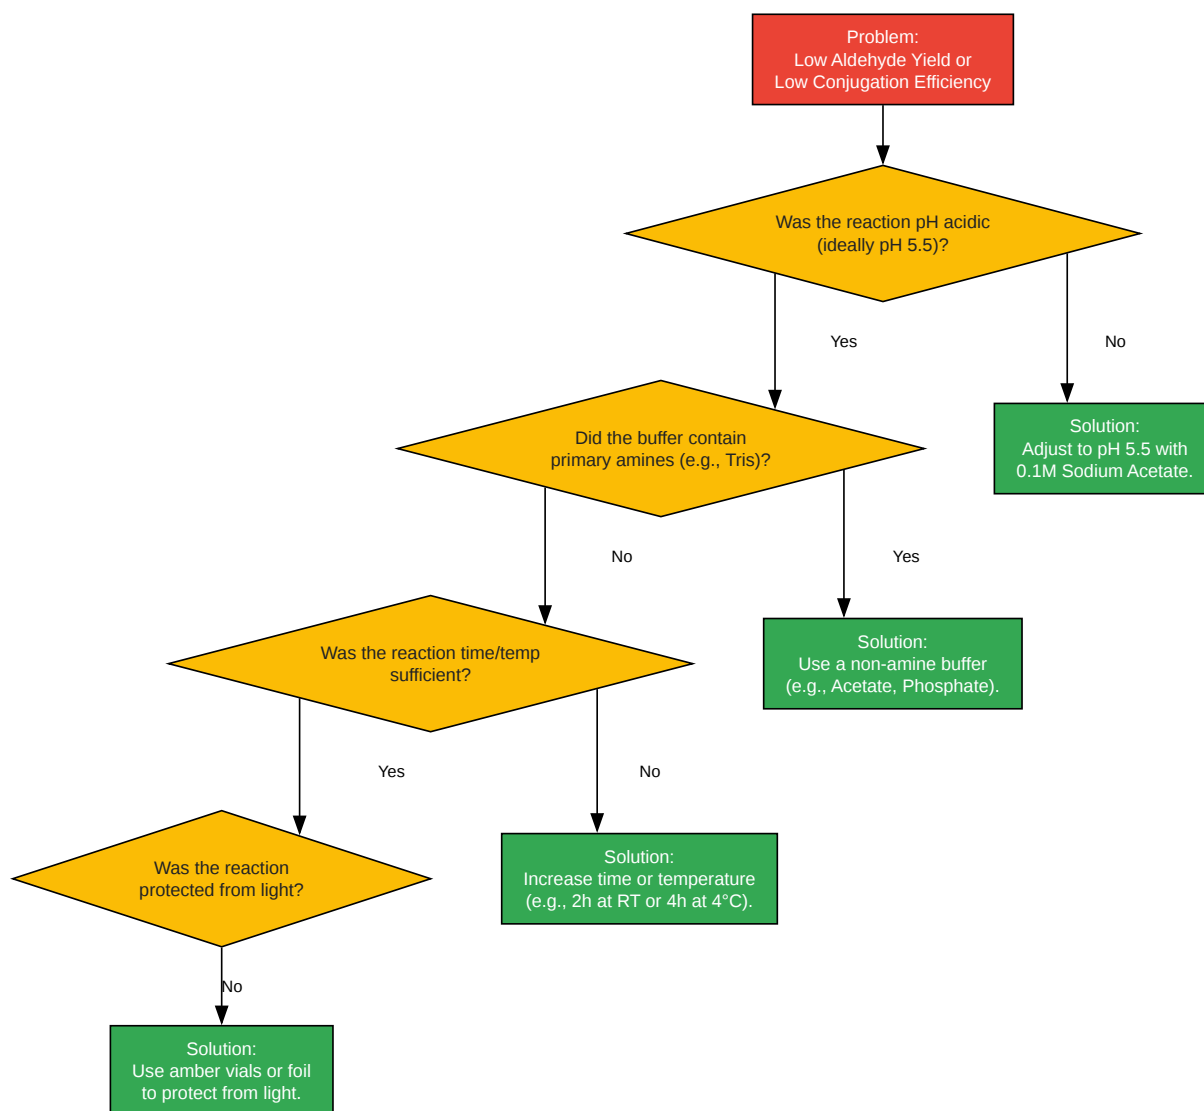 Problem:
Low Aldehyde Yield or
Low Conjugation Efficiency
Was the reaction pH acidic
(ideally pH 5.5)?
Yes
No
Did the buffer contain
primary amines (e.g., Tris)?
Solution:
Adjust to pH 5.5 with
0.1M Sodium Acetate.
No
Yes
Was the reaction time/temp
sufficient?
Solution:
Use a non-amine buffer
(e.g., Acetate, Phosphate).
Yes
No
Was the reaction
protected from light?
Solution:
Increase time or temperature
(e.g., 2h at RT or 4h at 4°C).
No
Solution:
Use amber vials or foil
to protect from light.